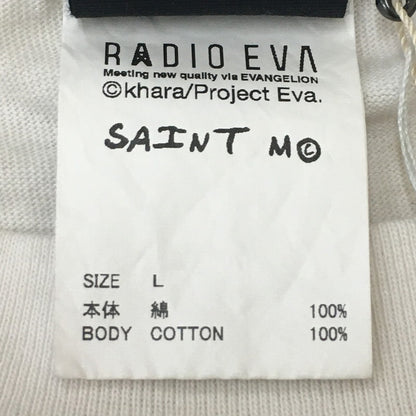 RADIO EVA
Meeting new quality via EVANGELION
©khara/Project Eva.
SAINT M©
SIZE L
本体 綿 100%
BODY COTTON 100%